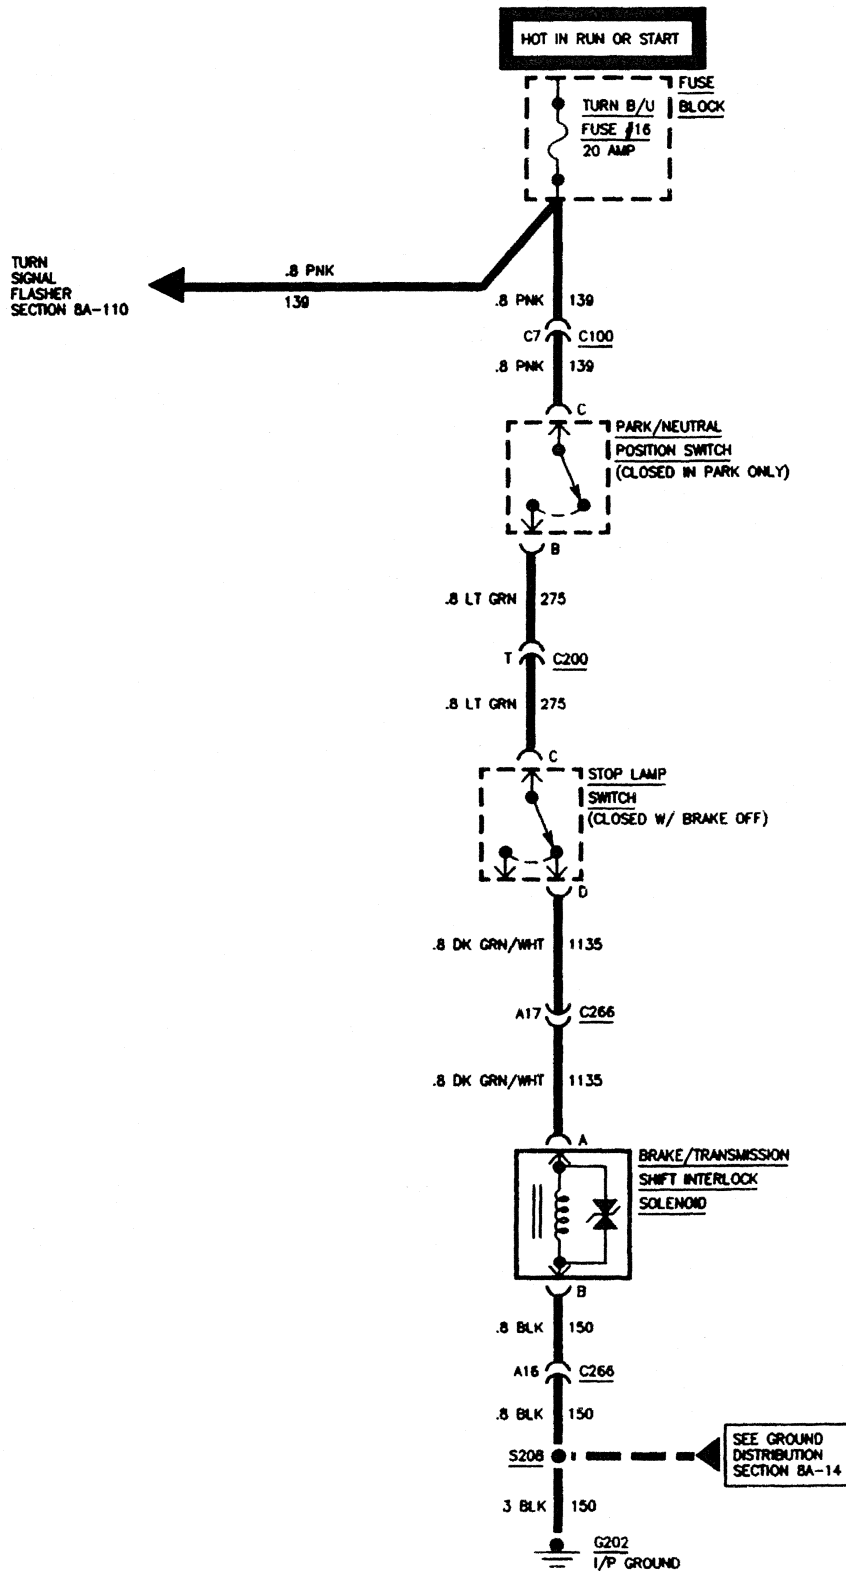 HOT IN RUN OR START
FUSE
BLOCK
TURN B/U
FUSE #16
20 AMP
TURN
SIGNAL
FLASHER
SECTION 8A-110
.8 PNK
139
.8 PNK 139
C7 C100
.8 PNK 139
C
PARK/NEUTRAL
POSITION SWITCH
(CLOSED IN PARK ONLY)
B
.8 LT GRN 275
T C200
.8 LT GRN 275
C
STOP LAMP
SWITCH
(CLOSED W/ BRAKE OFF)
D
.8 DK GRN/WHT 1135
A17 C266
.8 DK GRN/WHT 1135
A
BRAKE/TRANSMISSION
SHIFT INTERLOCK
SOLENOID
B
.8 BLK 150
A16 C266
.8 BLK 150
S208
SEE GROUND
DISTRIBUTION
SECTION 8A-14
3 BLK 150
G202
I/P GROUND